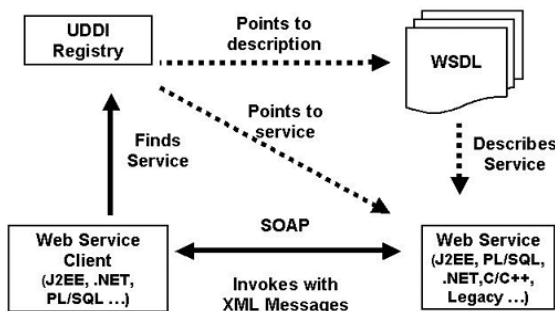 UDDI
Registry
Points to
description
WSDL
Points to
service
Finds
Service
Describes
Service
SOAP
Web Service
Client
(J2EE, .NET,
PL/SQL ...)
Invokes with
XML Messages
Web Service
(J2EE, PL/SQL,
.NET,C/C++,
Legacy ...)